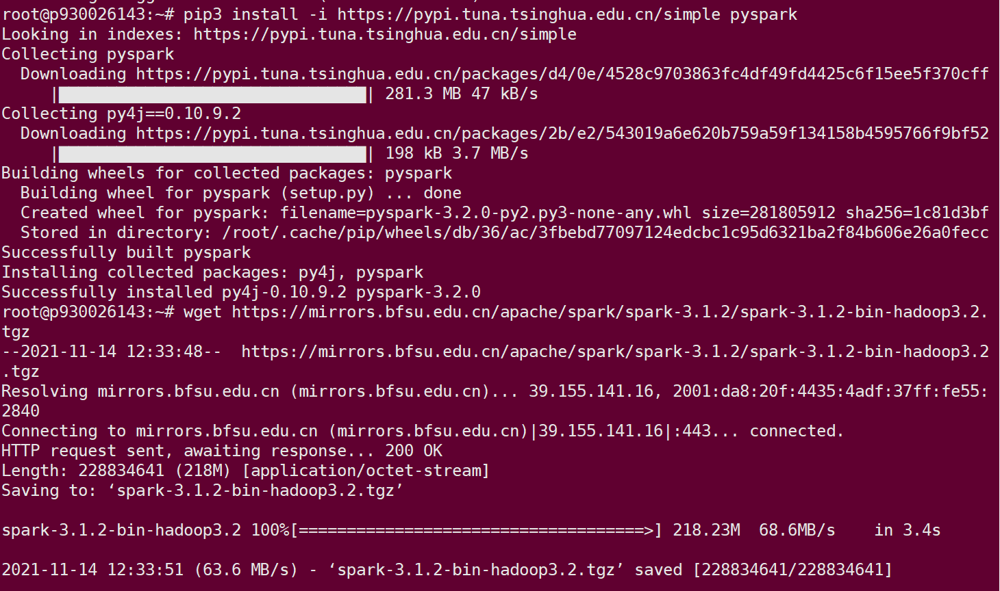 root@p930026143:~# pip3 install -i https://pypi.tuna.tsinghua.edu.cn/simple pyspark
Looking in indexes: https://pypi.tuna.tsinghua.edu.cn/simple
Collecting pyspark
  Downloading https://pypi.tuna.tsinghua.edu.cn/packages/d4/0e/4528c9703863fc4df49fd4425c6f15ee5f370cff
     |████████████████████████████████| 281.3 MB 47 kB/s
Collecting py4j==0.10.9.2
  Downloading https://pypi.tuna.tsinghua.edu.cn/packages/2b/e2/543019a6e620b759a59f134158b4595766f9bf52
     |████████████████████████████████| 198 kB 3.7 MB/s
Building wheels for collected packages: pyspark
  Building wheel for pyspark (setup.py) ... done
  Created wheel for pyspark: filename=pyspark-3.2.0-py2.py3-none-any.whl size=281805912 sha256=1c81d3bf
  Stored in directory: /root/.cache/pip/wheels/db/36/ac/3fbebd77097124edcbc1c95d6321ba2f84b606e26a0fecc
Successfully built pyspark
Installing collected packages: py4j, pyspark
Successfully installed py4j-0.10.9.2 pyspark-3.2.0
root@p930026143:~# wget https://mirrors.bfsu.edu.cn/apache/spark/spark-3.1.2/spark-3.1.2-bin-hadoop3.2.
tgz
--2021-11-14 12:33:48--  https://mirrors.bfsu.edu.cn/apache/spark/spark-3.1.2/spark-3.1.2-bin-hadoop3.2
.tgz
Resolving mirrors.bfsu.edu.cn (mirrors.bfsu.edu.cn)... 39.155.141.16, 2001:da8:20f:4435:4adf:37ff:fe55:
2840
Connecting to mirrors.bfsu.edu.cn (mirrors.bfsu.edu.cn)|39.155.141.16|:443... connected.
HTTP request sent, awaiting response... 200 OK
Length: 228834641 (218M) [application/octet-stream]
Saving to: ‘spark-3.1.2-bin-hadoop3.2.tgz’
spark-3.1.2-bin-hadoop3.2 100%[====================================>] 218.23M  68.6MB/s    in 3.4s
2021-11-14 12:33:51 (63.6 MB/s) - ‘spark-3.1.2-bin-hadoop3.2.tgz’ saved [228834641/228834641]